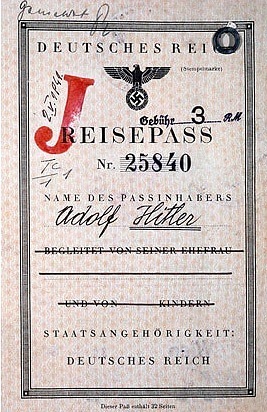 DEUTSCHES REIC
(Stempelmarke)
Gebühr 3 RM
J
REISEPASS
Nr. 25840
NAME DES PASSINHABERS
Adolf Hitler
BEGLEITET VON SEINER EHEFRAU
UND VON KINDERN
STAATSANGEHÖRIGKEIT:
DEUTSCHES REICH
Dieser Paß enthält 32 Seiten